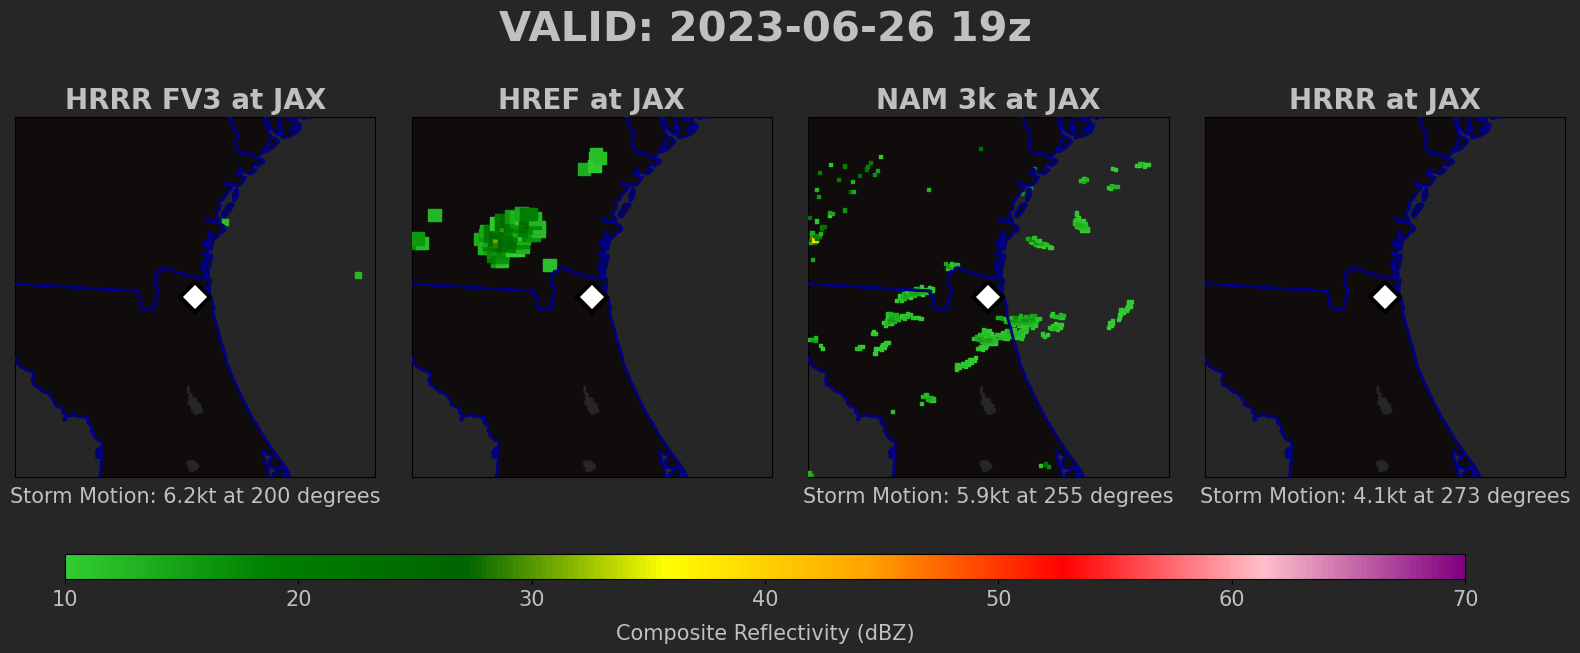 VALID: 2023-06-26 19z
HRRR FV3 at JAX
HREF at JAX
NAM 3k at JAX
HRRR at JAX
Storm Motion: 6.2kt at 200 degrees
Storm Motion: 5.9kt at 255 degrees
Storm Motion: 4.1kt at 273 degrees
10 20 30 40 50 60 70
Composite Reflectivity (dBZ)